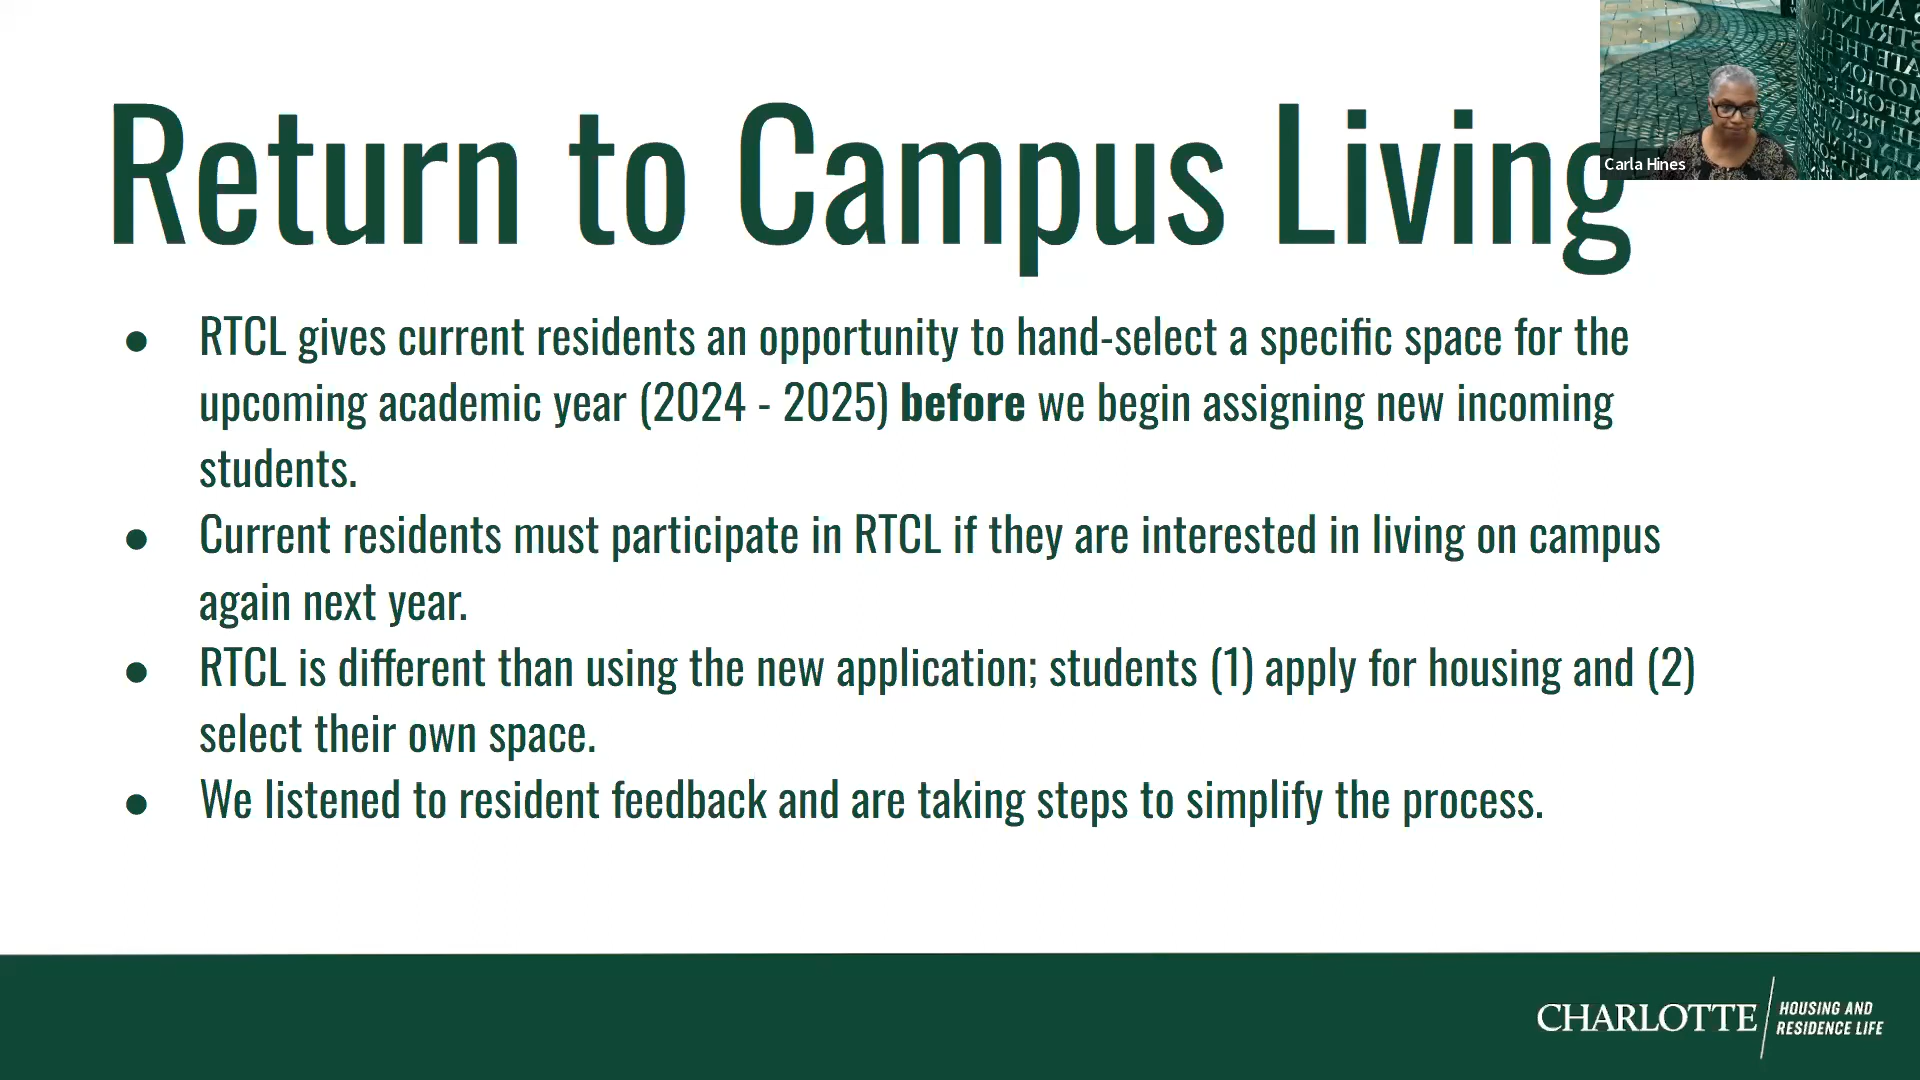 Return to Campus Living
Carla Hines
RTCL gives current residents an opportunity to hand-select a specific space for the
upcoming academic year (2024 - 2025) before we begin assigning new incoming
students.
Current residents must participate in RTCL if they are interested in living on campus
again next year.
RTCL is different than using the new application; students (1) apply for housing and (2)
select their own space.
We listened to resident feedback and are taking steps to simplify the process.
CHARLOTTE
HOUSING AND
RESIDENCE LIFE